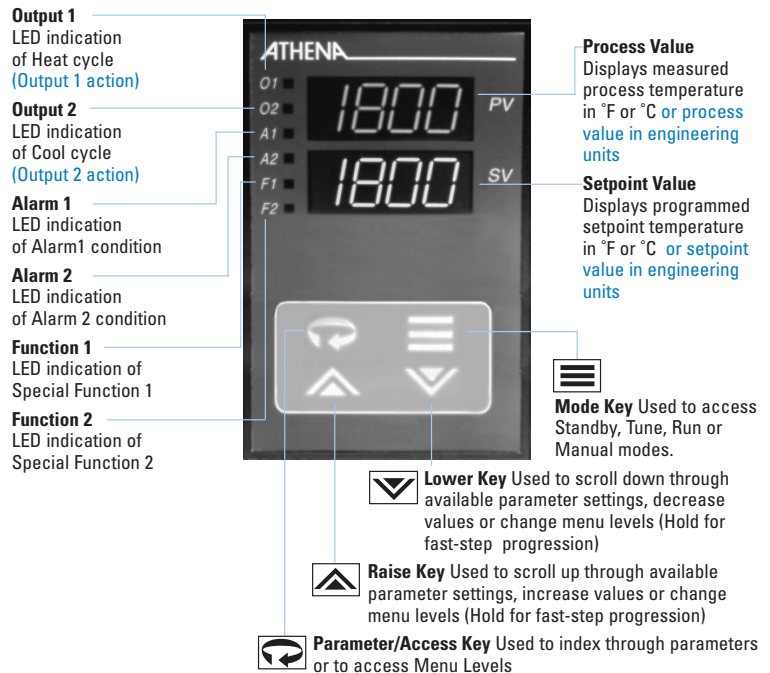 Output 1
LED indication
of Heat cycle
(Output 1 action)
Output 2
LED indication
of Cool cycle
(Output 2 action)
Alarm 1
LED indication
of Alarm1 condition
Alarm 2
LED indication
of Alarm 2 condition
Function 1
LED indication of
Special Function 1
Function 2
LED indication of
Special Function 2
ATHENA
O1
O2
A1
A2
F1
F2
1800
PV
1800
SV
Process Value
Displays measured
process temperature
in ˚F or ˚C or process
value in engineering
units
Setpoint Value
Displays programmed
setpoint temperature
in ˚F or ˚C or setpoint
value in engineering
units
Mode Key Used to access
Standby, Tune, Run or
Manual modes.
Lower Key Used to scroll down through
available parameter settings, decrease
values or change menu levels (Hold for
fast-step progression)
Raise Key Used to scroll up through available
parameter settings, increase values or change
menu levels (Hold for fast-step progression)
Parameter/Access Key Used to index through parameters
or to access Menu Levels